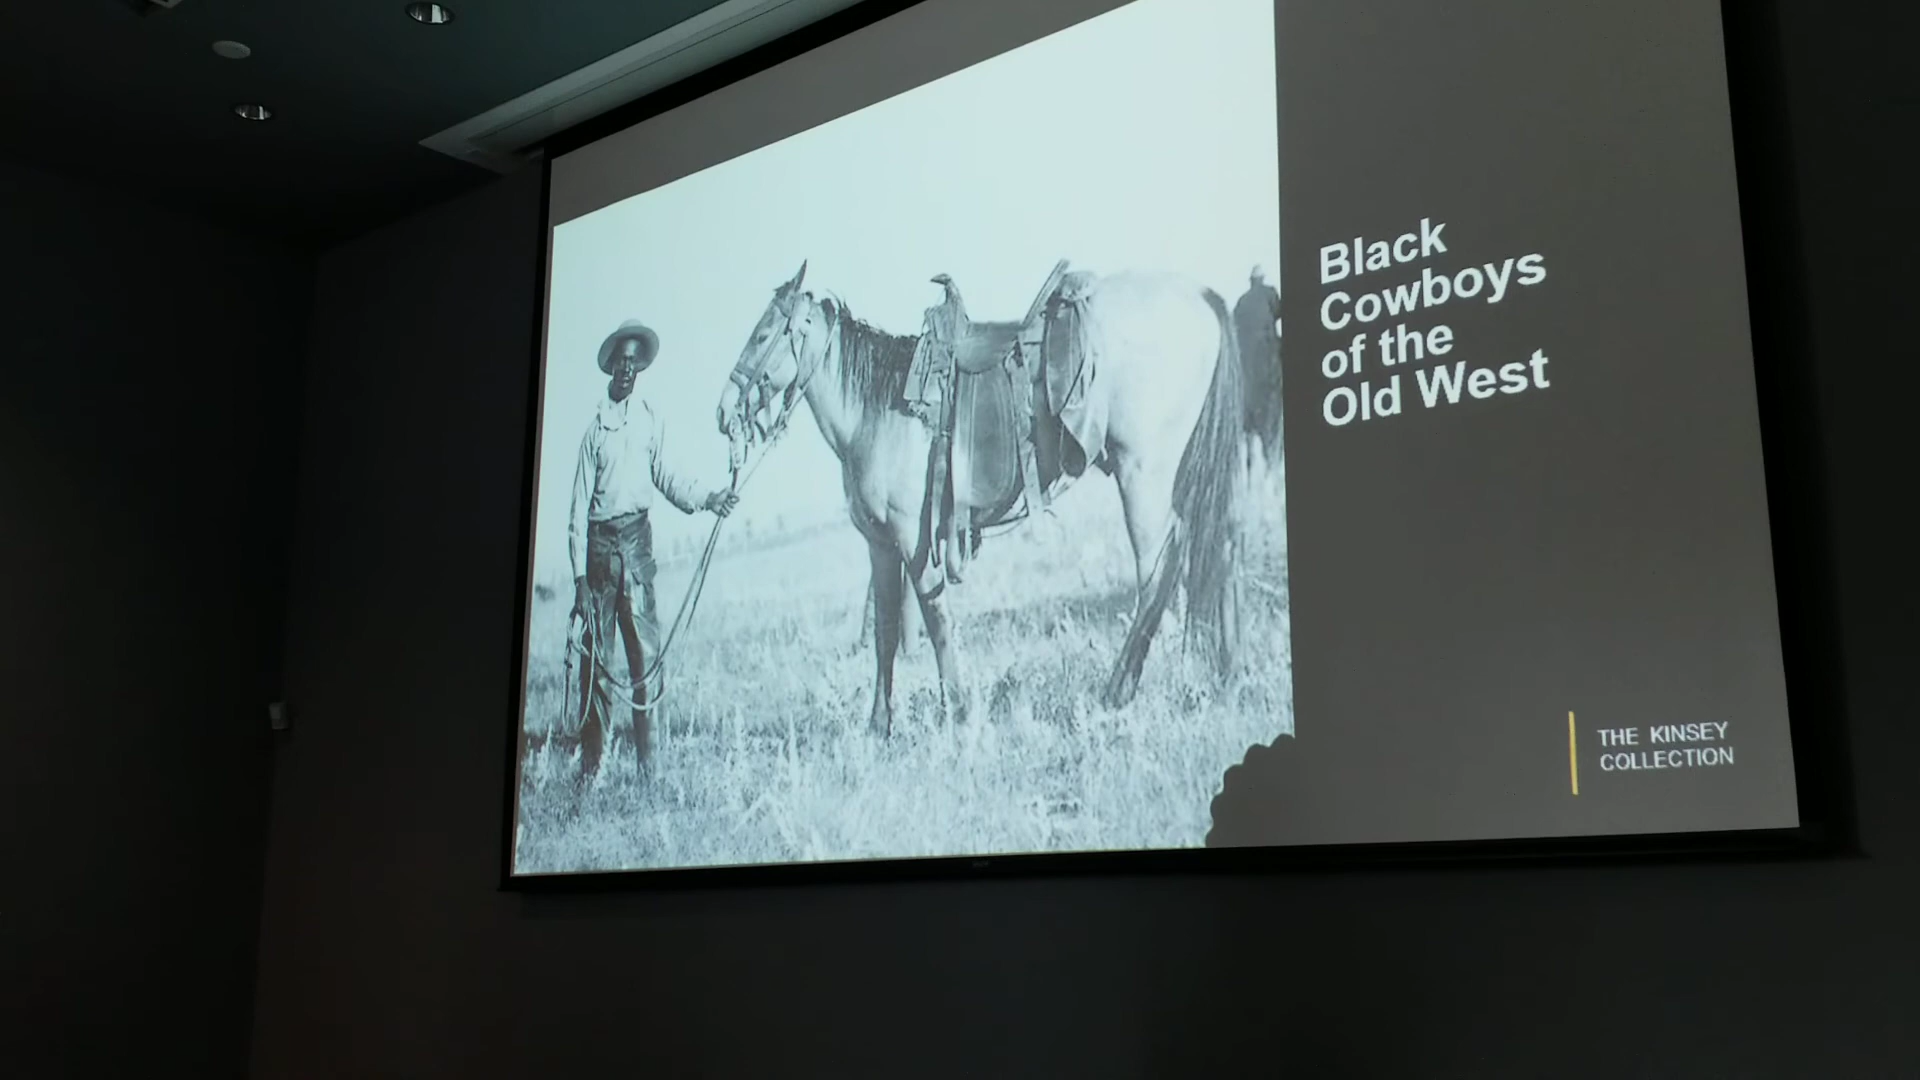 Black
Cowboys
of the
Old West
THE KINSEY
COLLECTION